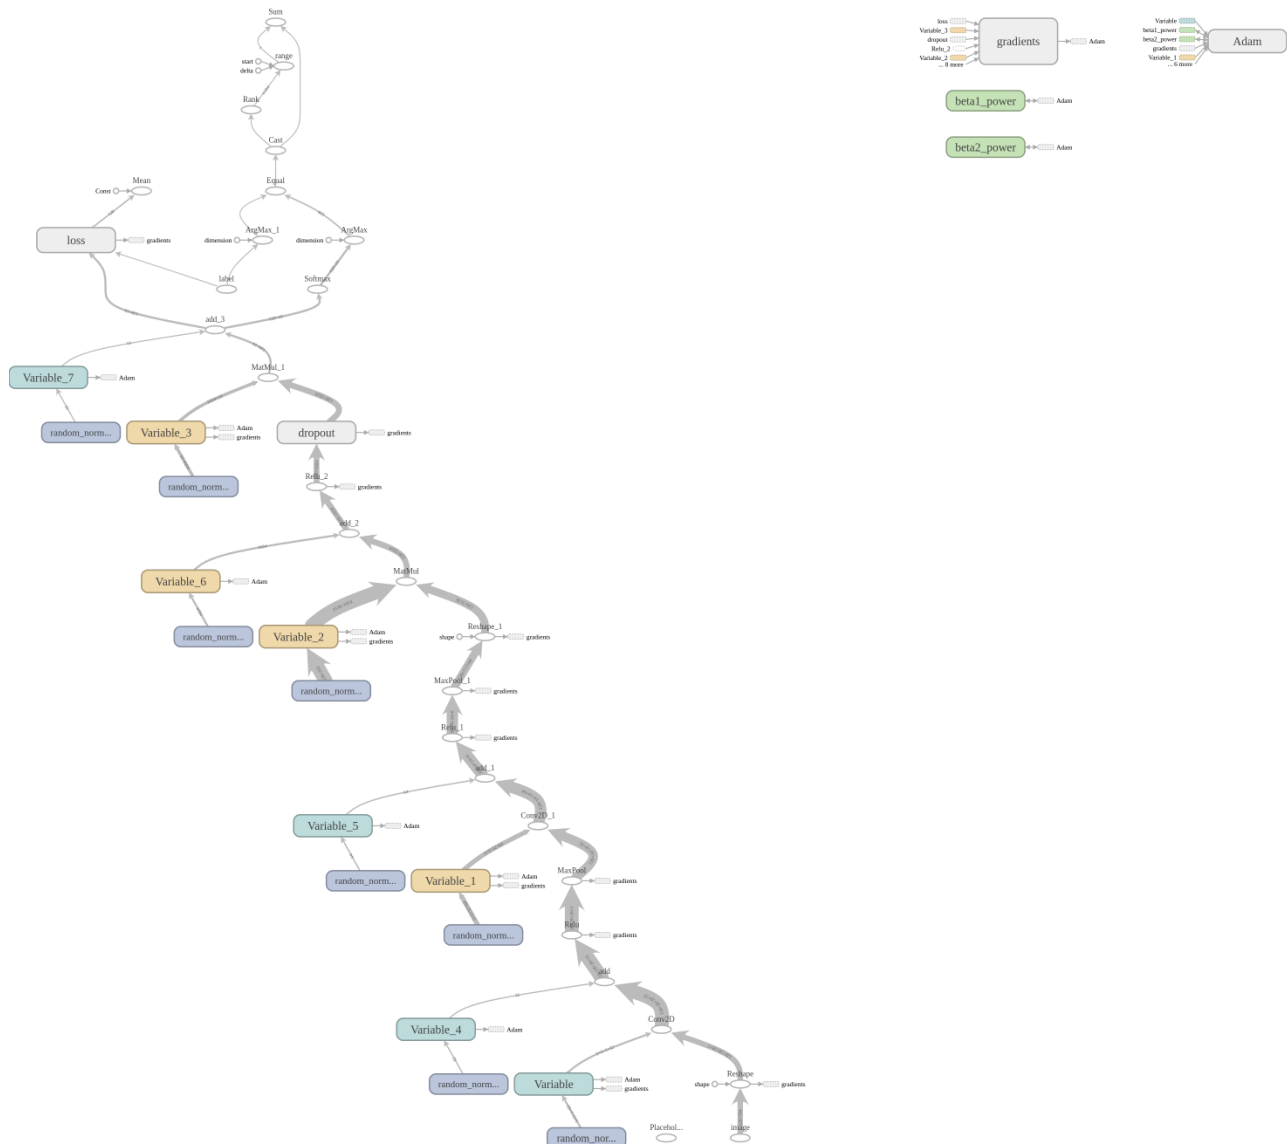 Sum
range
start
delta
Rank
Cast
Mean
Const
Equal
ArgMax_1
ArgMax
loss
gradients
dimension
dimension
label
Softmax
add_3
MatMul_1
Variable_7
Adam
random_norm...
Variable_3
Adam
gradients
dropout
gradients
random_norm...
Relu_2
gradients
add_2
MatMul
Variable_6
Adam
random_norm...
Variable_2
Adam
gradients
Reshape_1
shape
gradients
random_norm...
MaxPool_1
gradients
Relu_1
gradients
add_1
Conv2D_1
Variable_5
Adam
random_norm...
Variable_1
Adam
gradients
MaxPool
gradients
random_norm...
Relu
gradients
add
Conv2D
Variable_4
Adam
random_norm...
Variable
Adam
gradients
Reshape
shape
gradients
random_nor...
Placehol...
image
loss
Variable_3
dropout
Relu_2
Variable_2
... 8 more
gradients
Adam
Variable
beta1_power
beta2_power
gradients
Variable_1
... 6 more
Adam
beta1_power
Adam
beta2_power
Adam